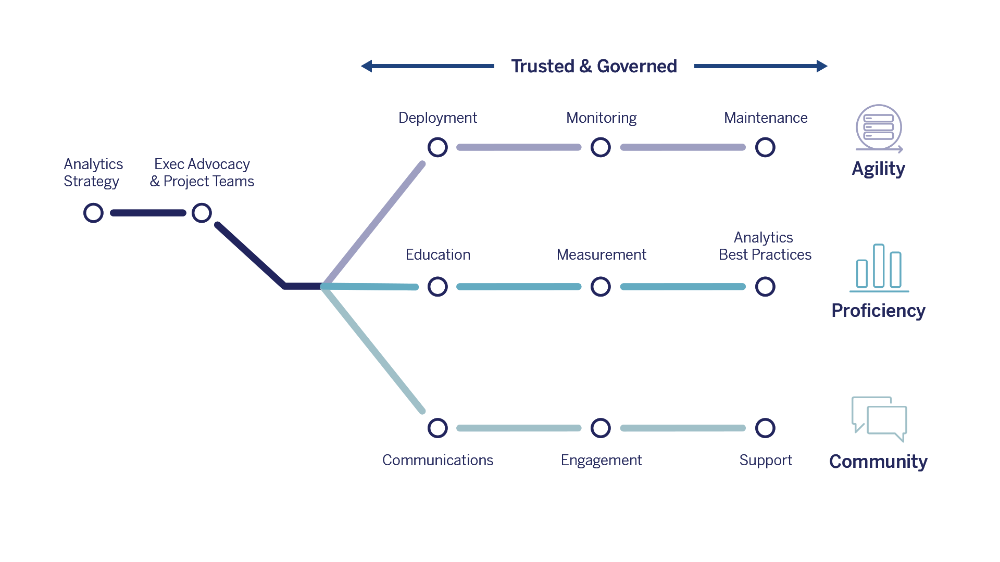 Trusted & Governed
Deployment
Monitoring
Maintenance
Agility
Analytics
Strategy
Exec Advocacy
& Project Teams
Education
Measurement
Analytics
Best Practices
Proficiency
Communications
Engagement
Support
Community